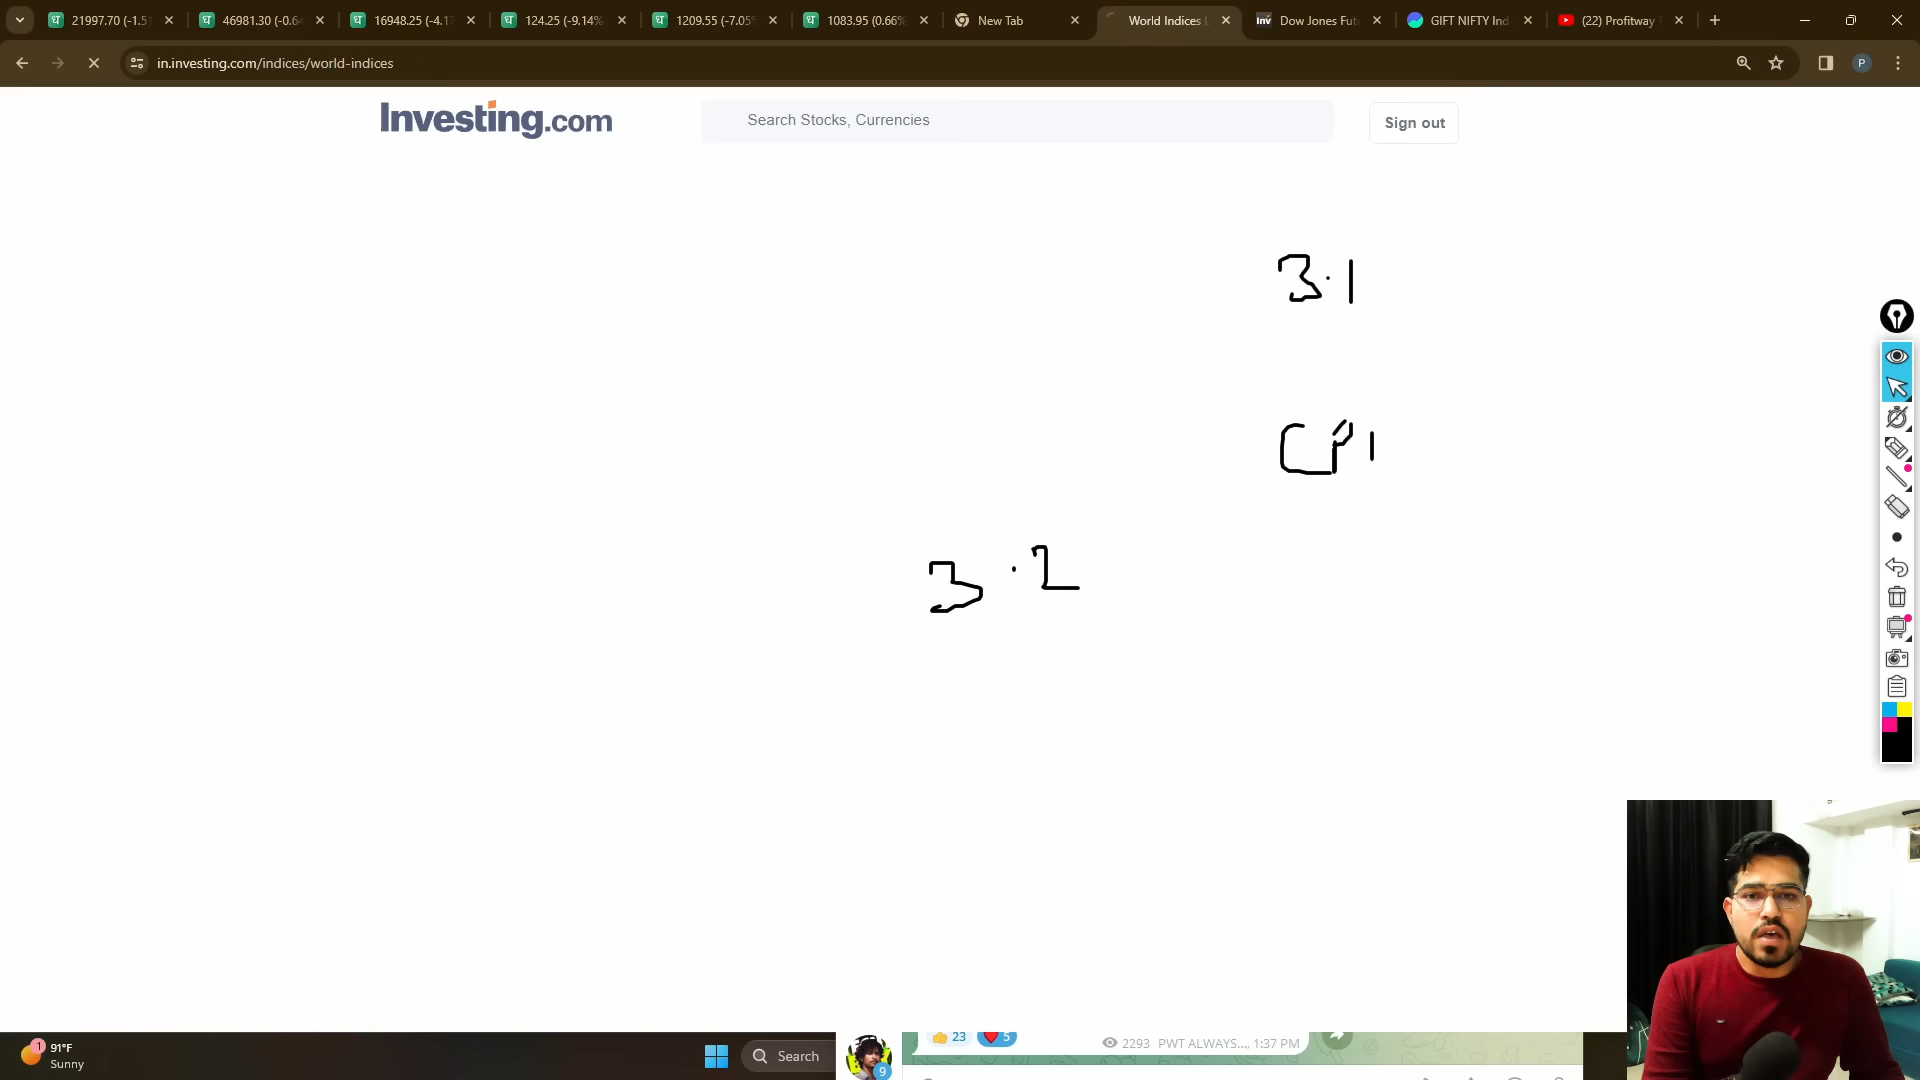 21997.70 (-1.5
46981.30 (-0.6
16948.25 (-4.1
124.25 (-9.14%
1209.55 (-7.05
1083.95 (0.66%
New Tab
World Indices
Dow Jones Fut
GIFT NIFTY Ind
(22) Profitway
in.investing.com/indices/world-indices
P
Investing.com
Search Stocks, Currencies
Sign out
3.1
CPI
3.2
1
91°F
Sunny
Search
9
23
5
2293 PWT ALWAYS..., 1:37 PM